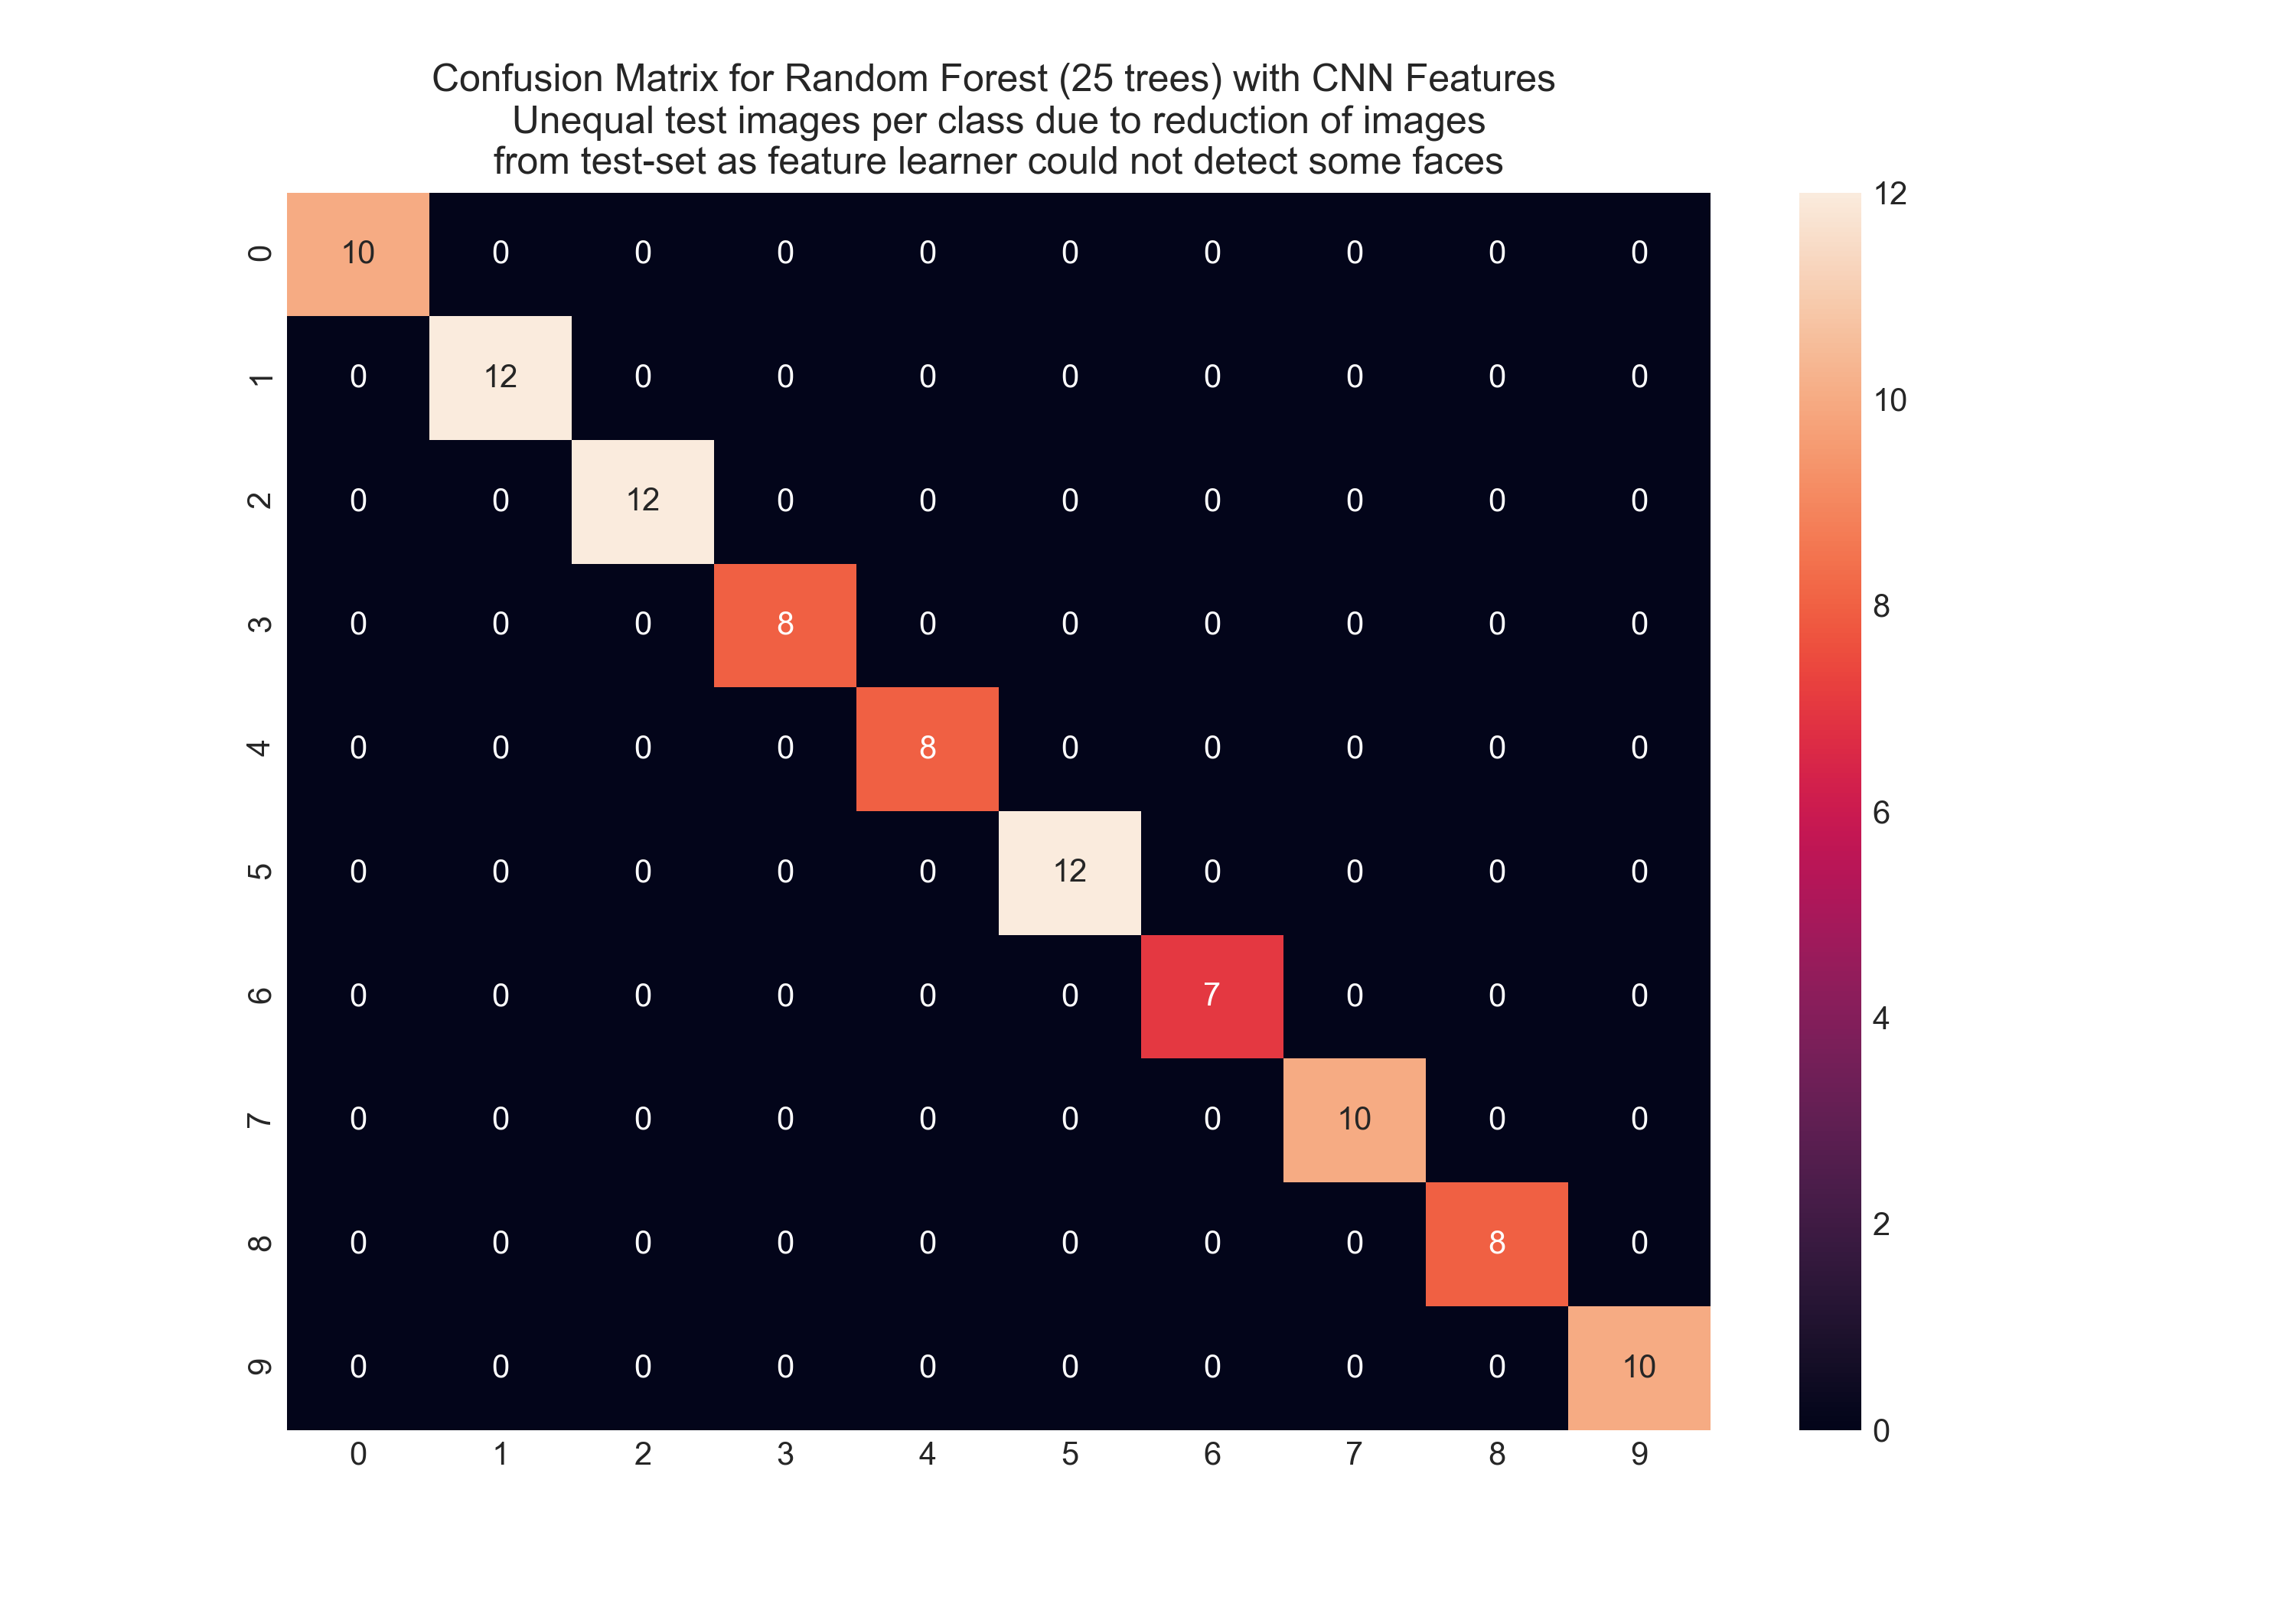 Confusion Matrix for Random Forest (25 trees) with CNN Features
Unequal test images per class due to reduction of images
from test-set as feature learner could not detect some faces
0 10 0 0 0 0 0 0 0 0 0
1 0 12 0 0 0 0 0 0 0 0
2 0 0 12 0 0 0 0 0 0 0
3 0 0 0 8 0 0 0 0 0 0
4 0 0 0 0 8 0 0 0 0 0
5 0 0 0 0 0 12 0 0 0 0
6 0 0 0 0 0 0 7 0 0 0
7 0 0 0 0 0 0 0 10 0 0
8 0 0 0 0 0 0 0 0 8 0
9 0 0 0 0 0 0 0 0 0 10
0 1 2 3 4 5 6 7 8 9
12
10
8
6
4
2
0